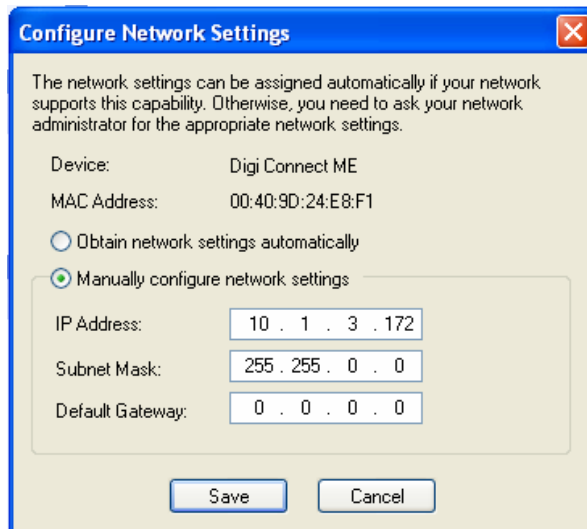 Configure Network Settings
The network settings can be assigned automatically if your network
supports this capability. Otherwise, you need to ask your network
administrator for the appropriate network settings.
Device: Digi Connect ME
MAC Address: 00:40:9D:24:E8:F1
Obtain network settings automatically
Manually configure network settings
IP Address: 10 . 1 . 3 . 172
Subnet Mask: 255 . 255 . 0 . 0
Default Gateway: 0 . 0 . 0 . 0
Save Cancel